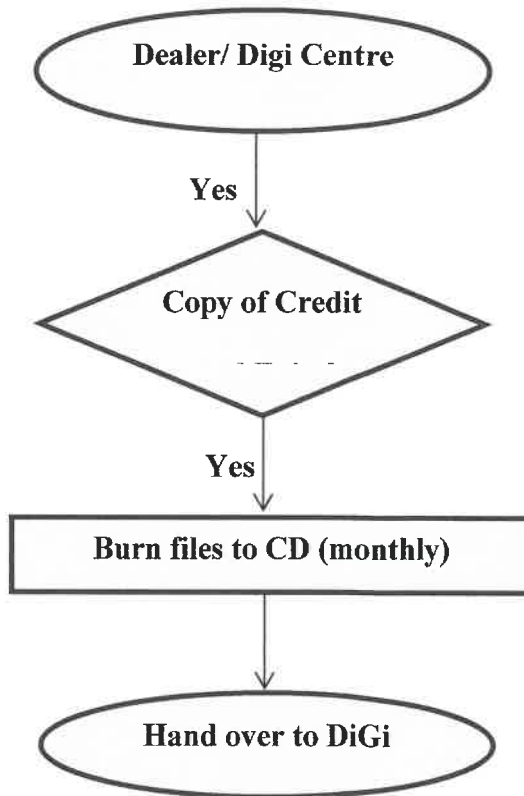 Dealer/ Digi Centre
Yes
Copy of Credit
Yes
Burn files to CD (monthly)
Hand over to DiGi